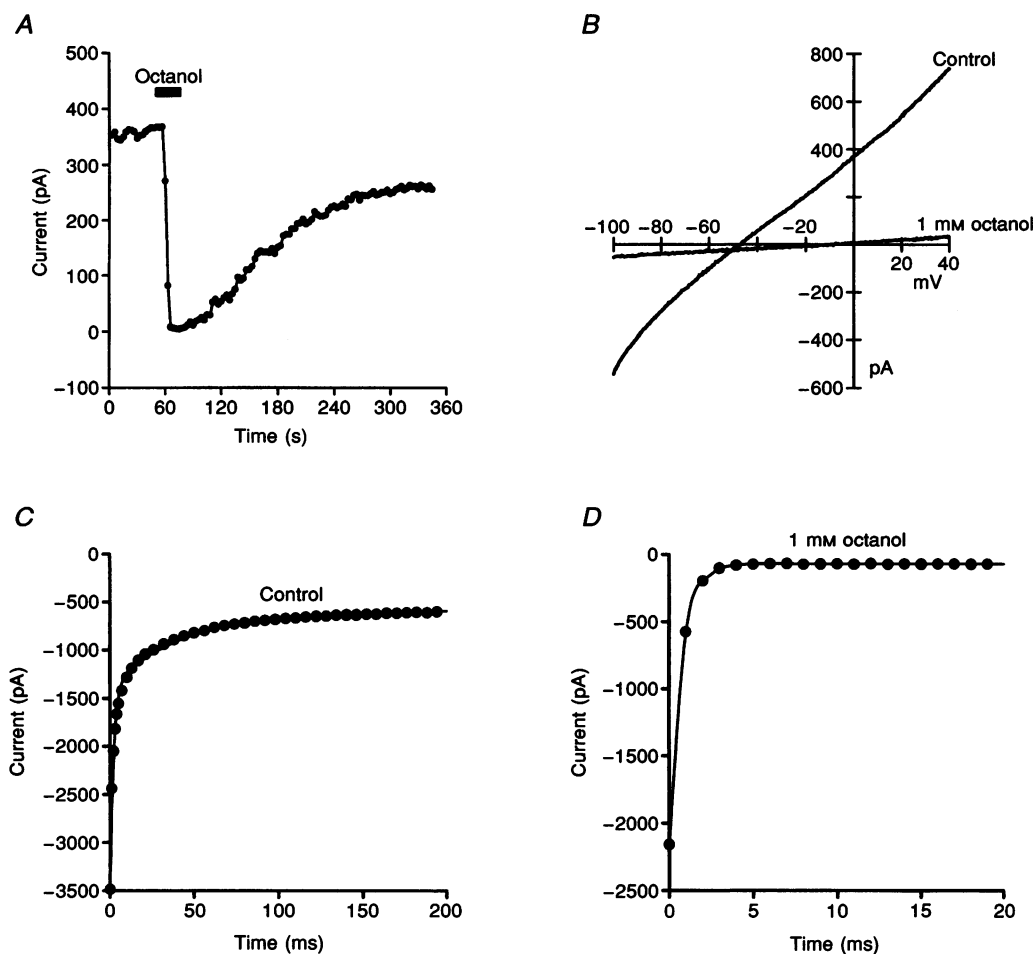 A
500
400
300
200
100
0
−100
Octanol
Current (pA)
0 60 120 180 240 300 360
Time (s)
B
800
600
400
−200
−400
−600
Control
−100 −80 −60 −20
1 mM octanol
20 40
mV
pA
C
0
−500
−1000
−1500
−2000
−2500
−3000
−3500
Control
Current (pA)
0 50 100 150 200
Time (ms)
D
1 mM octanol
0
−500
−1000
−1500
−2000
−2500
Current (pA)
0 5 10 15 20
Time (ms)